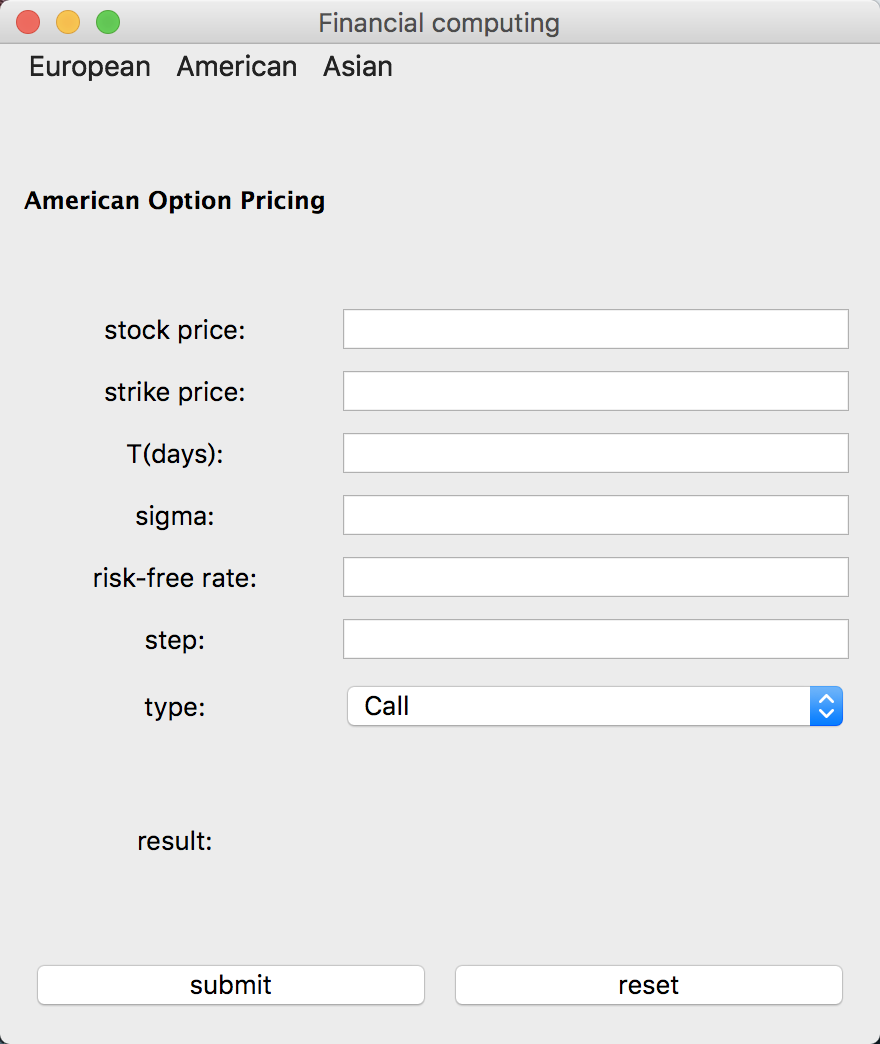 Financial computing
European American Asian
American Option Pricing
stock price:
strike price:
T(days):
sigma:
risk-free rate:
step:
type: Call
result:
submit reset